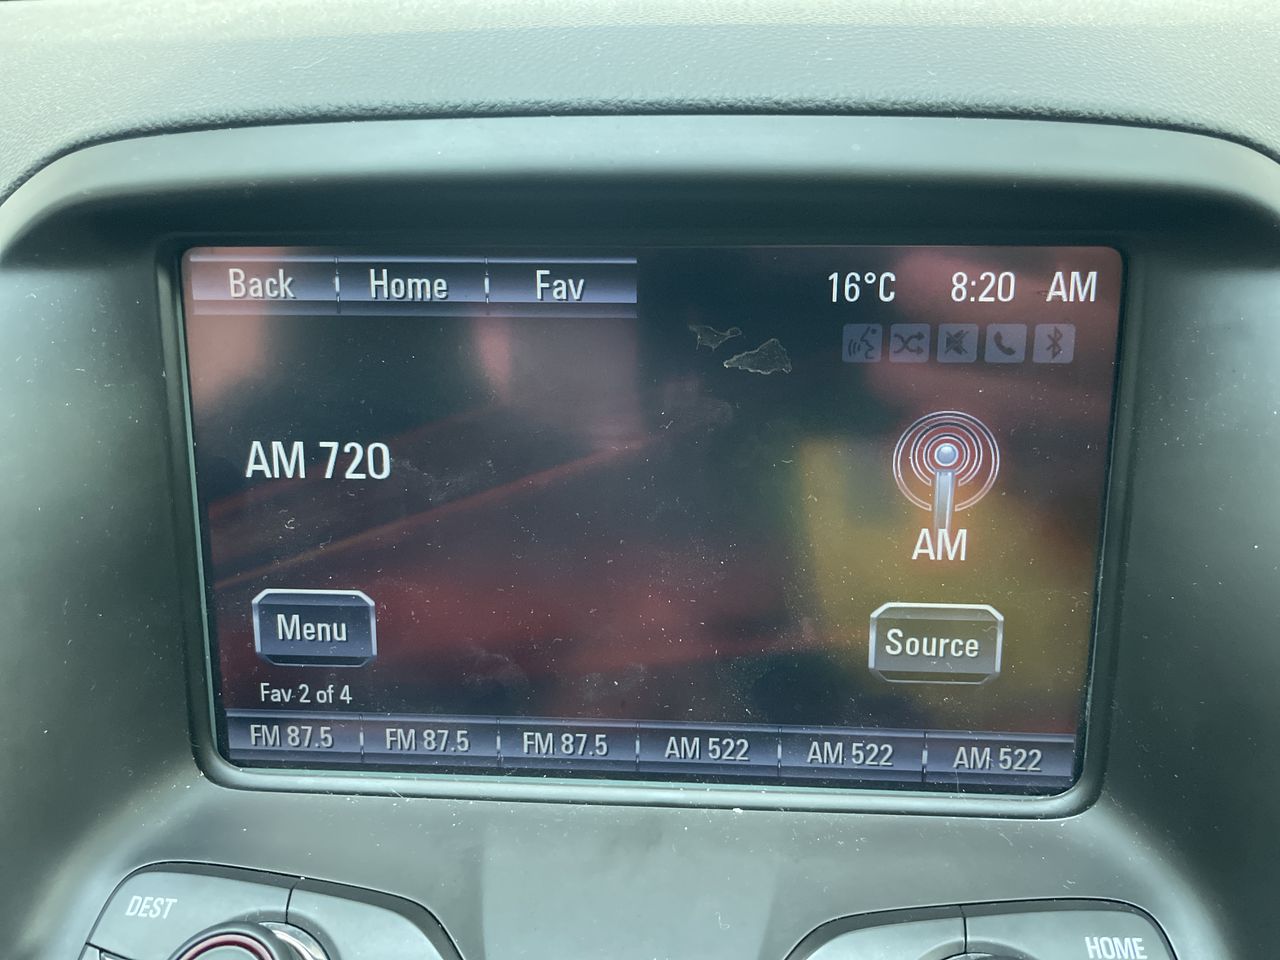 Back Home Fav 16°C 8:20 AM
AM 720
AM
Menu Source
Fav 2 of 4
FM 87.5 FM 87.5 FM 87.5 AM 522 AM 522 AM 522
DEST HOME